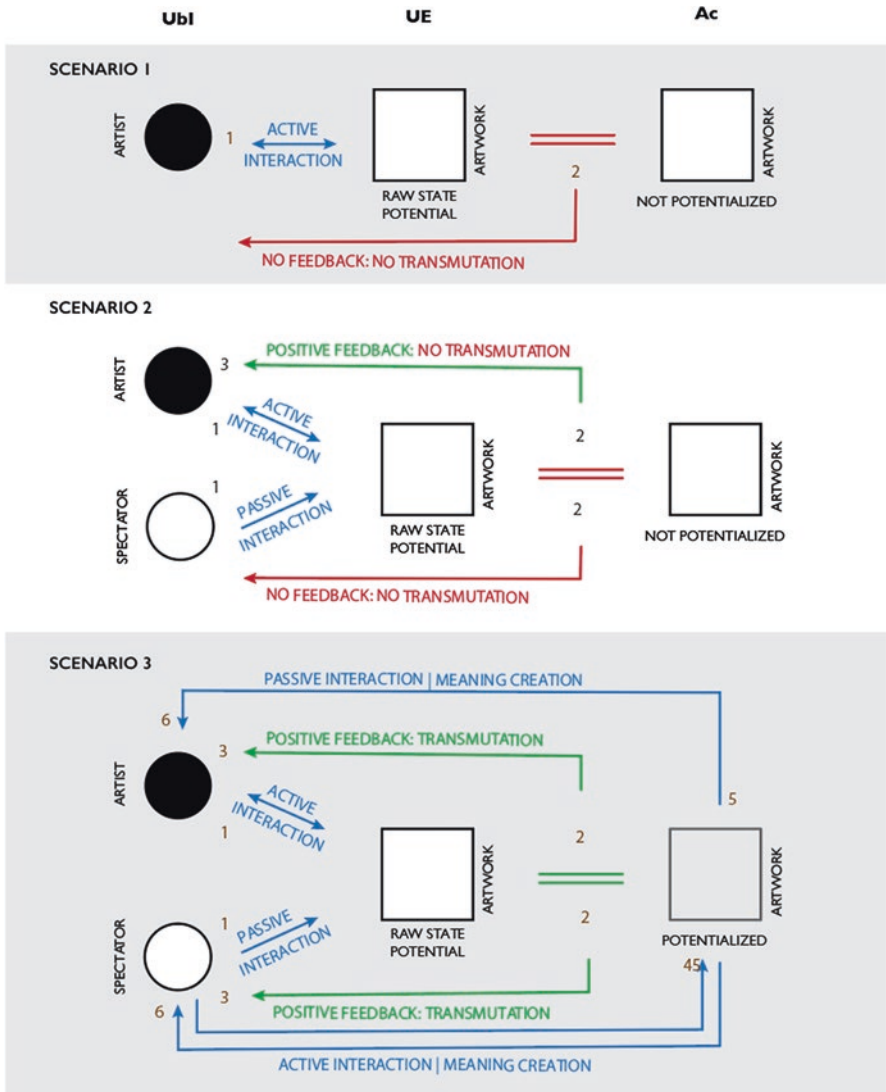 UbI UE Ac
SCENARIO 1
ARTIST
1
ACTIVE
INTERACTION
ARTWORK
RAW STATE
POTENTIAL
2
ARTWORK
NOT POTENTIALIZED
NO FEEDBACK: NO TRANSMUTATION
SCENARIO 2
POSITIVE FEEDBACK: NO TRANSMUTATION
ARTIST
3
1
ACTIVE
INTERACTION
SPECTATOR
1
PASSIVE
INTERACTION
ARTWORK
RAW STATE
POTENTIAL
2
2
ARTWORK
NOT POTENTIALIZED
NO FEEDBACK: NO TRANSMUTATION
SCENARIO 3
PASSIVE INTERACTION | MEANING CREATION
6
POSITIVE FEEDBACK: TRANSMUTATION
ARTIST
3
1
ACTIVE
INTERACTION
SPECTATOR
1
PASSIVE
INTERACTION
3
6
ARTWORK
RAW STATE
POTENTIAL
2
2
5
ARTWORK
POTENTIALIZED
45
POSITIVE FEEDBACK: TRANSMUTATION
ACTIVE INTERACTION | MEANING CREATION